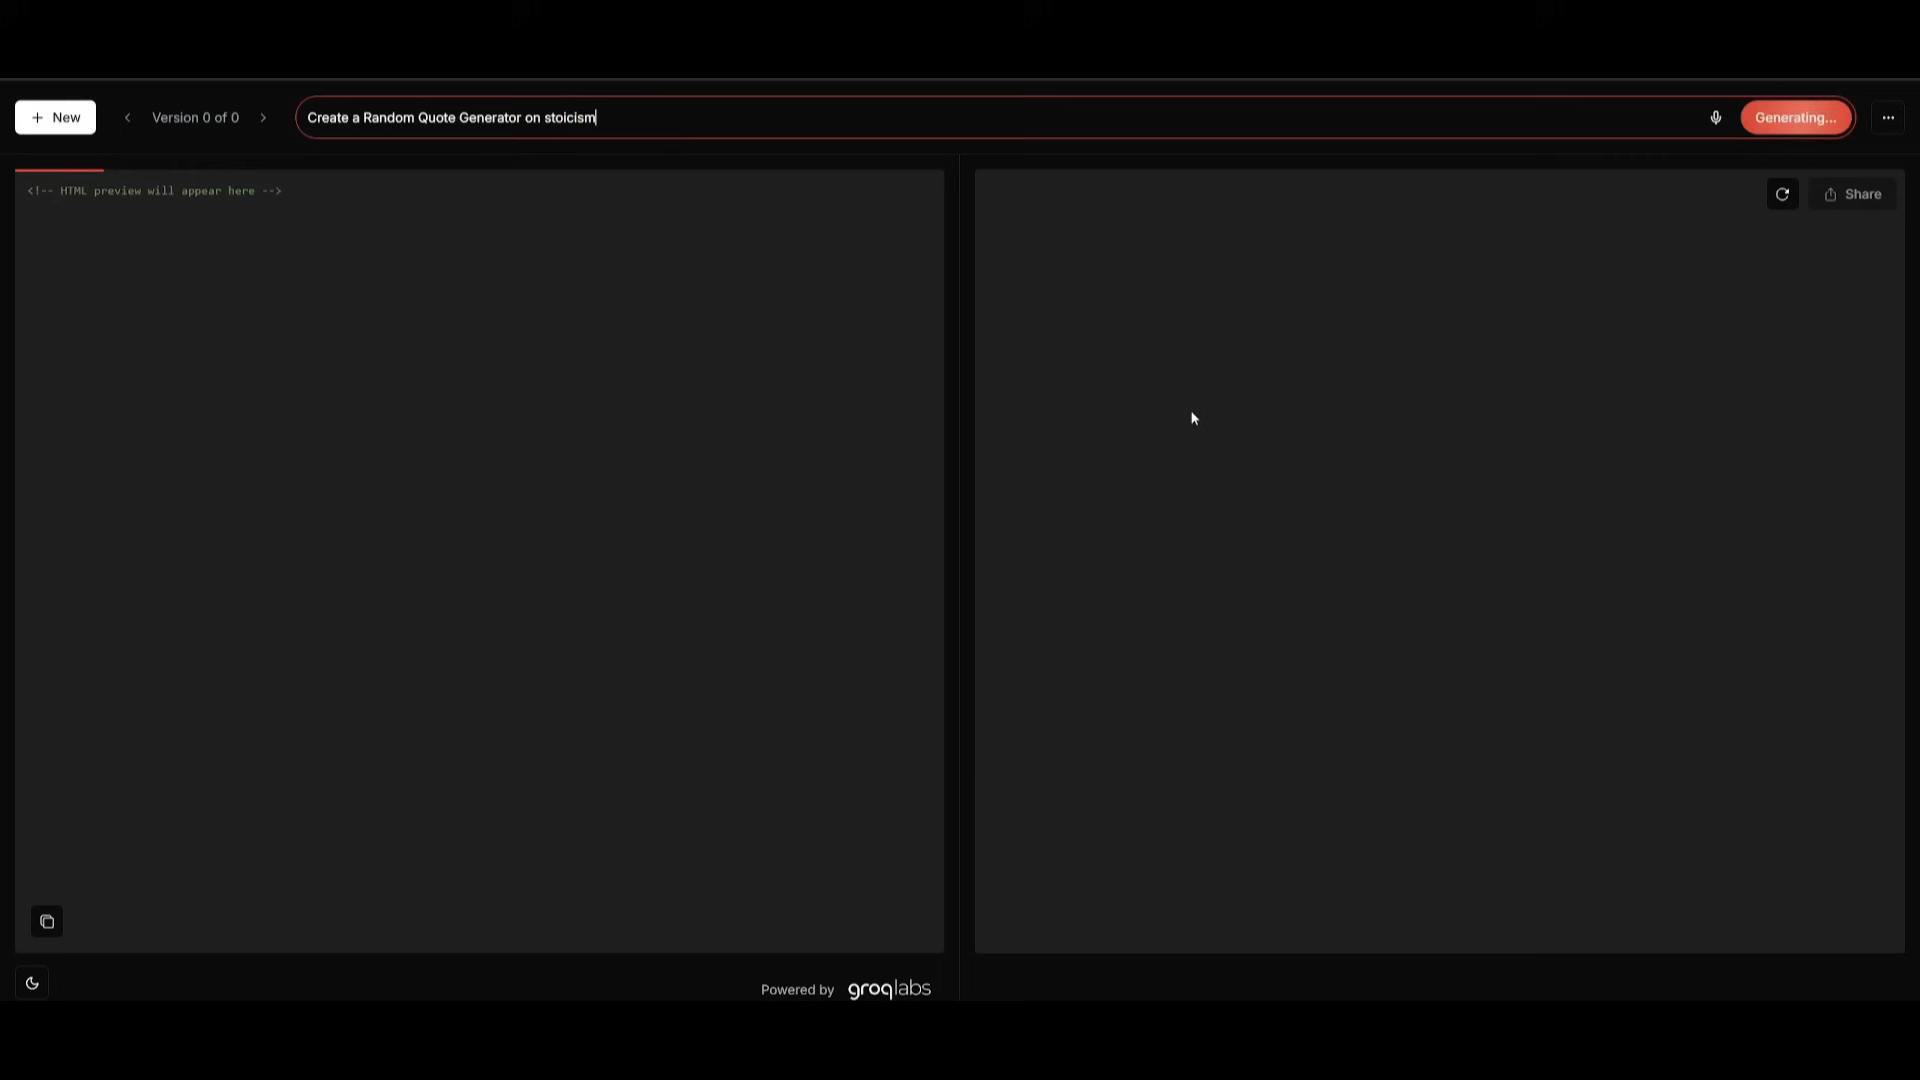 New
Version 0 of 0
Create a Random Quote Generator on stoicism
Generating...
<!-- HTML preview will appear here -->
Share
Powered by groqlabs